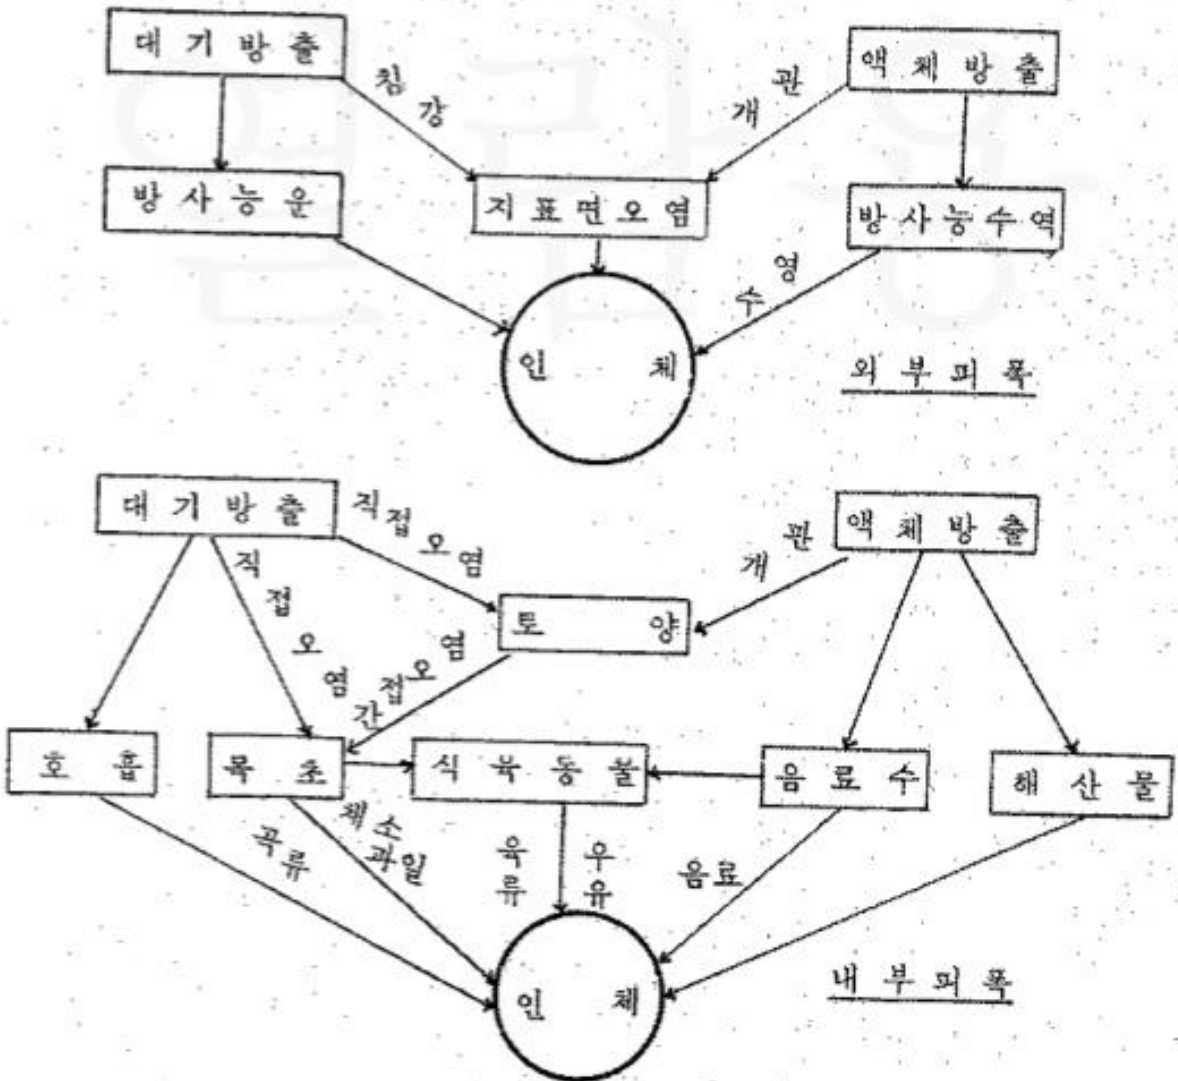 대기방출
액체방출
침강
관개
방사능운
지표면오염
방사능수역
수영
인체
외부피폭
대기방출
직접오염
관개
액체방출
직접오염
토양
간접오염
호흡
목초
식육동물
음료수
해산물
곡류
채소
과일
육류
우유
음료
인체
내부피폭